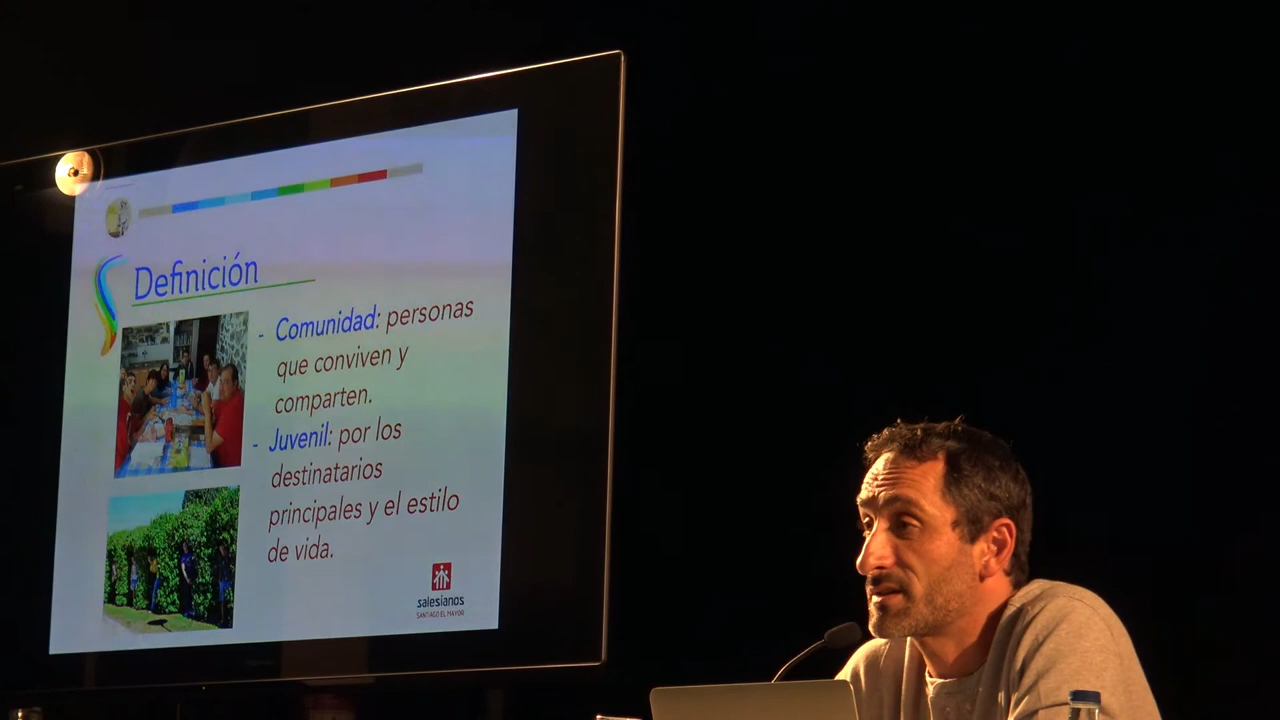 Definición
- Comunidad: personas
que conviven y
comparten.
- Juvenil: por los
destinatarios
principales y el estilo
de vida.
salesianos
SANTIAGO EL MAYOR